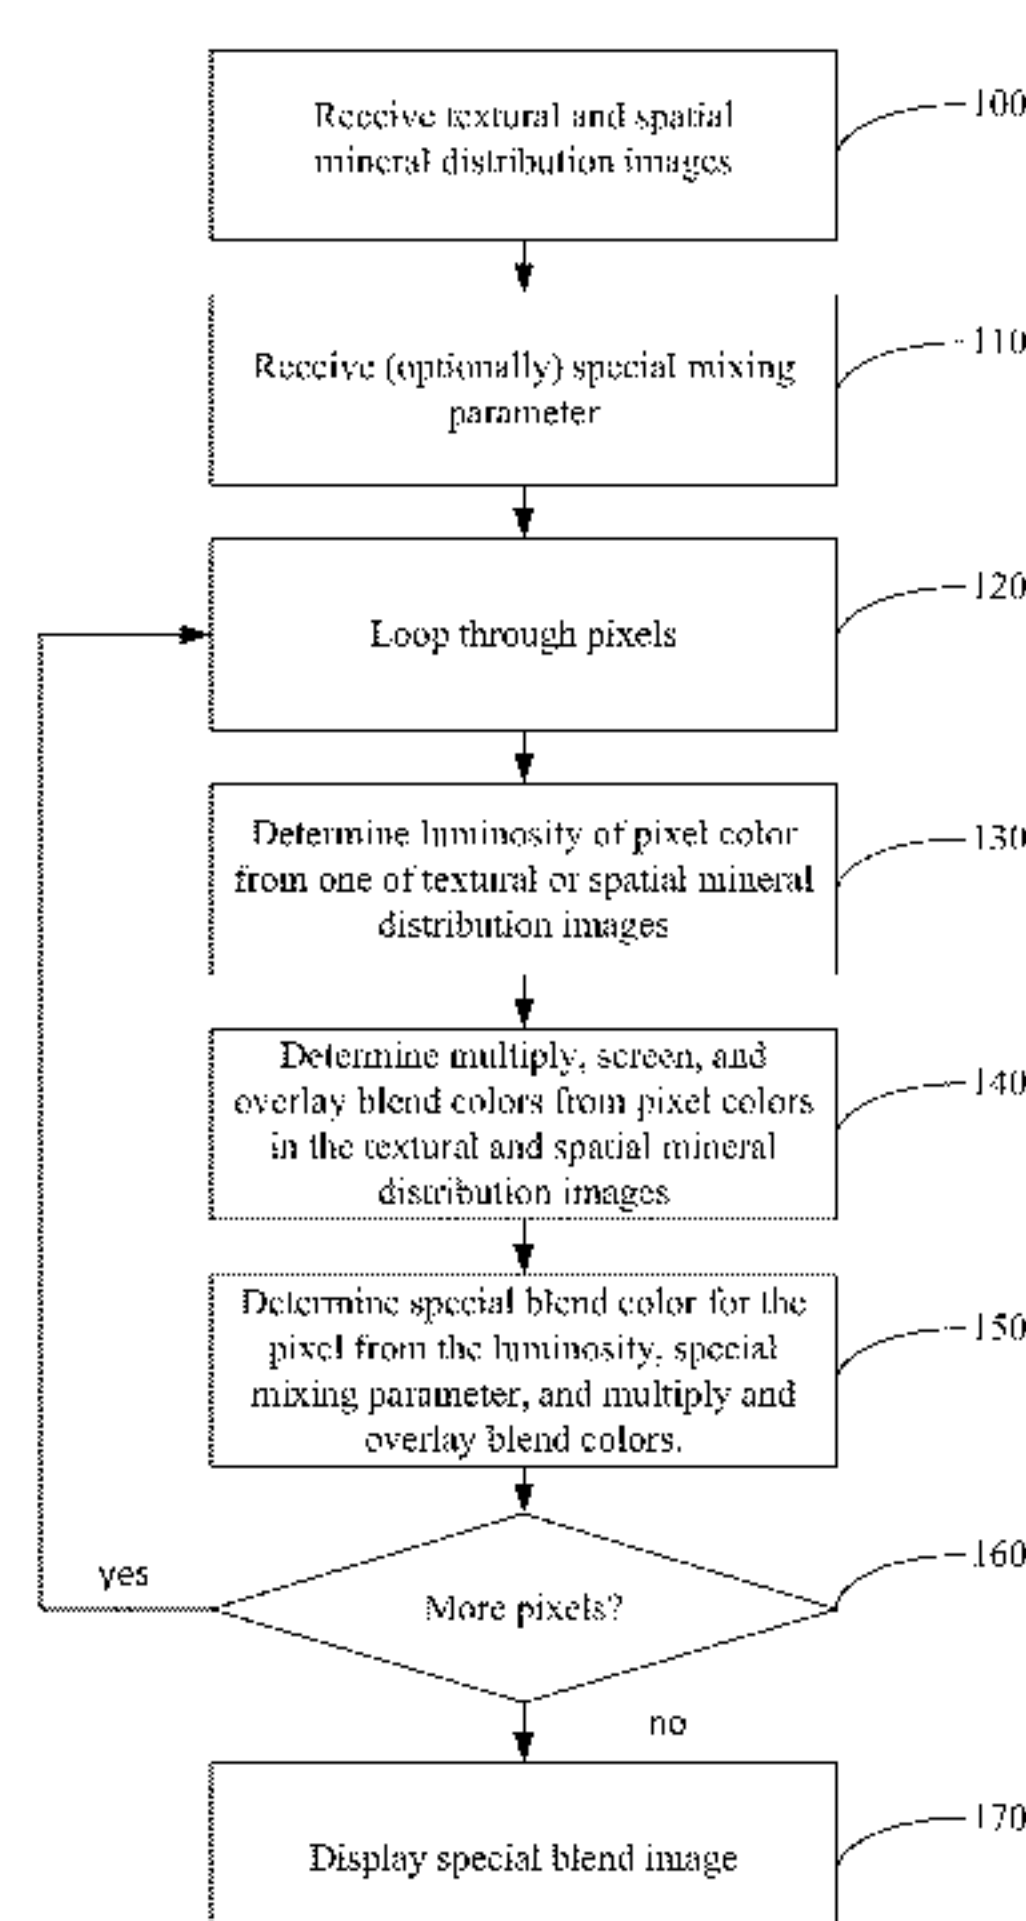 Receive textural and spatial
mineral distribution images
100
Receive (optionally) special mixing
parameter
110
Loop through pixels
120
Determine luminosity of pixel color
from one of textural or spatial mineral
distribution images
130
Determine multiply, screen, and
overlay blend colors from pixel colors
in the textural and spatial mineral
distribution images
140
Determine special blend color for the
pixel from the luminosity, special
mixing parameter, and multiply and
overlay blend colors.
150
More pixels?
160
yes
no
Display special blend image
170